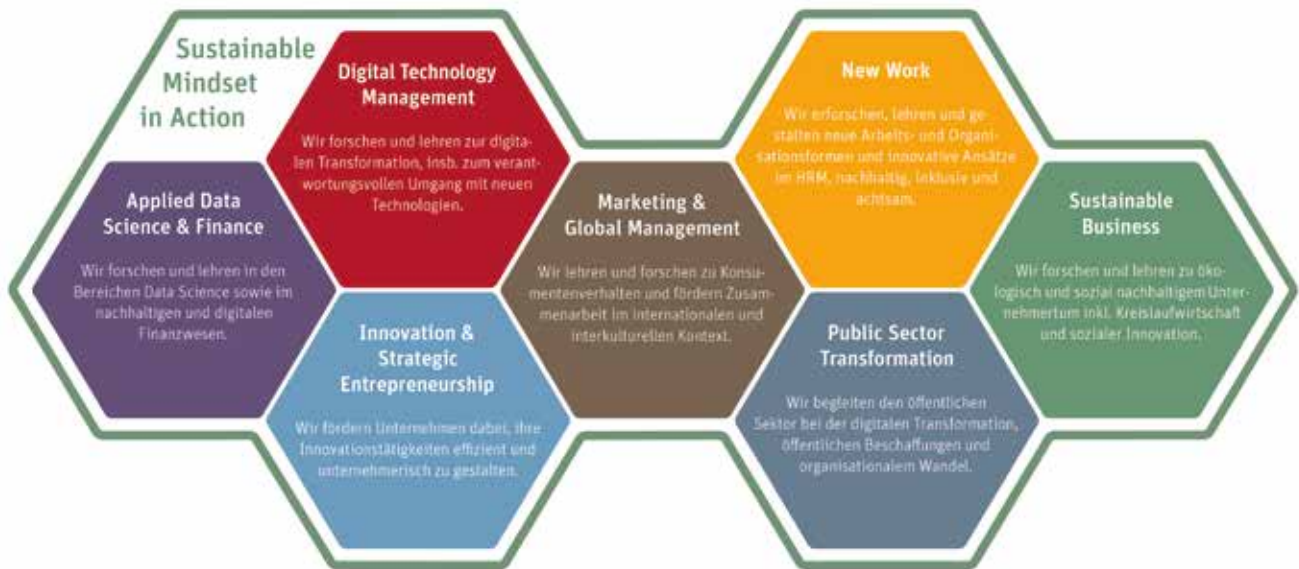 Sustainable
Mindset
in Action
Digital Technology
Management
Wir forschen und lehren zur digita-
len Transformation, insb. zum verant-
wortungsvollen Umgang mit neuen
Technologien.
New Work
Wir erforschen, lehren und ge-
stalten neue Arbeits- und Organi-
sationsformen und innovative Ansätze
im HRM, nachhaltig, inklusiv und
achtsam.
Applied Data
Science & Finance
Wir forschen und lehren in den
Bereichen Data Science sowie im
nachhaltigen und digitalen
Finanzwesen.
Marketing &
Global Management
Wir lehren und forschen zu Konsu-
mentenverhalten und fördern Zusam-
menarbeit im internationalen und
interkulturellen Kontext.
Sustainable
Business
Wir forschen und lehren zu öko-
logisch und sozial nachhaltigem Unter-
nehmertum inkl. Kreislaufwirtschaft
und sozialer Innovation.
Innovation &
Strategic
Entrepreneurship
Wir fördern Unternehmen dabei, ihre
Innovationstätigkeiten effizient und
unternehmerisch zu gestalten.
Public Sector
Transformation
Wir begleiten den öffentlichen
Sektor bei der digitalen Transformation,
öffentlichen Beschaffungen und
organisationalem Wandel.